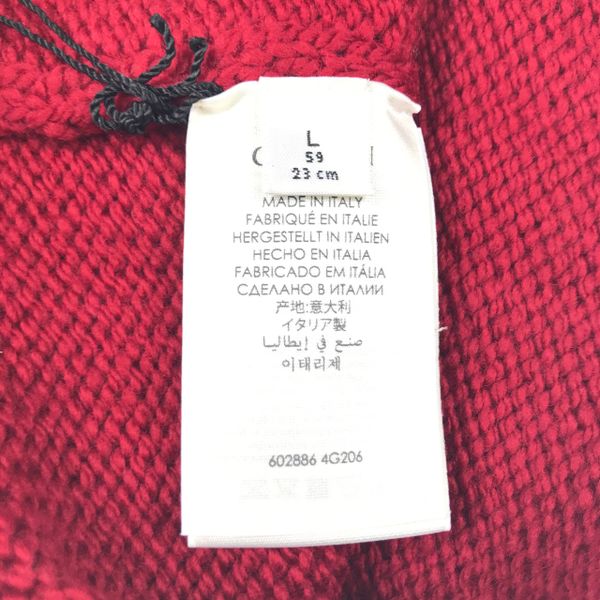 L
59
23 cm
MADE IN ITALY
FABRIQUÉ EN ITALIE
HERGESTELLT IN ITALIEN
HECHO EN ITALIA
FABRICADO EM ITÁLIA
СДЕЛАНО В ИТАЛИИ
产地:意大利
イタリア製
صنع في إيطاليا
이태리제
602886 4G206